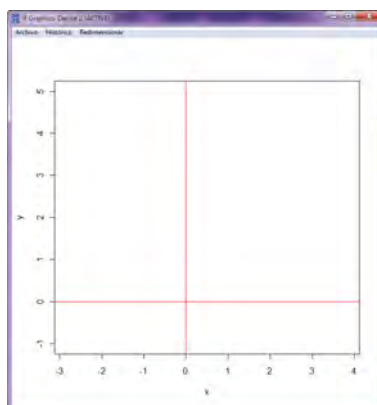 R Graphics: Device 2 (ACTIVE)
Archivo Histórico Redimensionar
5
4
3
2
1
0
-1
y
-3 -2 -1 0 1 2 3 4
x